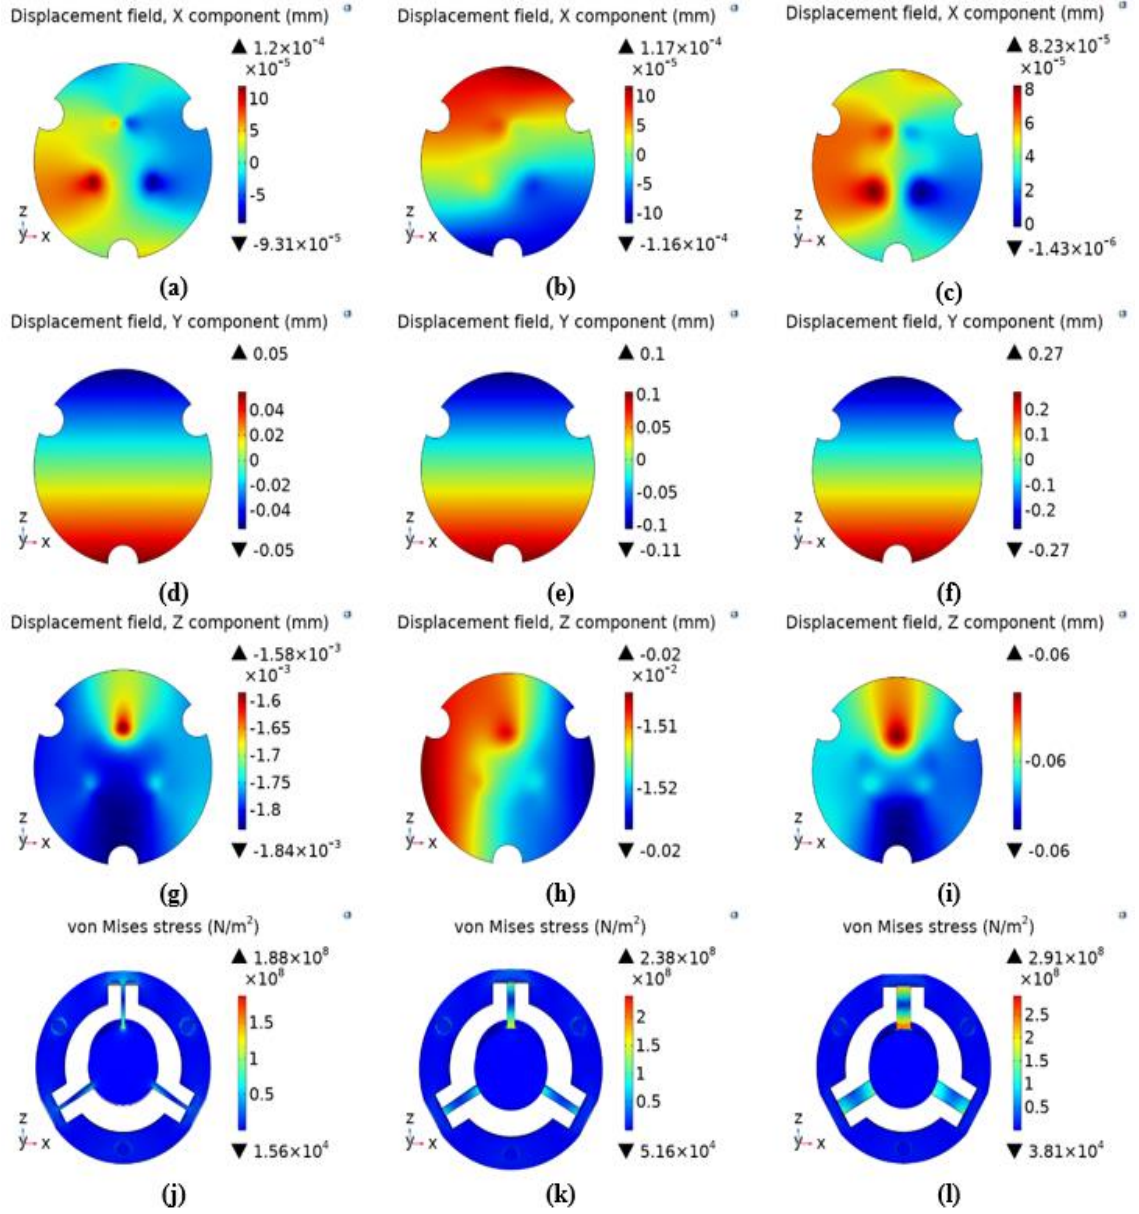 Displacement field, X component (mm)
▲ 1.2×10⁻⁴
×10⁻⁵
10
5
0
-5
▼ -9.31×10⁻⁵
z
y x
(a)
Displacement field, X component (mm)
▲ 1.17×10⁻⁴
×10⁻⁵
10
5
0
-5
-10
▼ -1.16×10⁻⁴
z
y x
(b)
Displacement field, X component (mm)
▲ 8.23×10⁻⁵
×10⁻⁵
8
6
4
2
0
▼ -1.43×10⁻⁶
z
y x
(c)
Displacement field, Y component (mm)
▲ 0.05
0.04
0.02
0
-0.02
-0.04
▼ -0.05
z
y x
(d)
Displacement field, Y component (mm)
▲ 0.1
0.1
0.05
0
-0.05
-0.1
▼ -0.11
z
y x
(e)
Displacement field, Y component (mm)
▲ 0.27
0.2
0.1
0
-0.1
-0.2
▼ -0.27
z
y x
(f)
Displacement field, Z component (mm)
▲ -1.58×10⁻³
×10⁻³
-1.6
-1.65
-1.7
-1.75
-1.8
▼ -1.84×10⁻³
z
y x
(g)
Displacement field, Z component (mm)
▲ -0.02
×10⁻²
-1.51
-1.52
▼ -0.02
z
y x
(h)
Displacement field, Z component (mm)
▲ -0.06
-0.06
▼ -0.06
z
y x
(i)
von Mises stress (N/m²)
▲ 1.88×10⁸
×10⁸
1.5
1
0.5
▼ 1.56×10⁴
z
y x
(j)
von Mises stress (N/m²)
▲ 2.38×10⁸
×10⁸
2
1.5
1
0.5
▼ 5.16×10⁴
z
y x
(k)
von Mises stress (N/m²)
▲ 2.91×10⁸
×10⁸
2.5
2
1.5
1
0.5
▼ 3.81×10⁴
z
y x
(l)